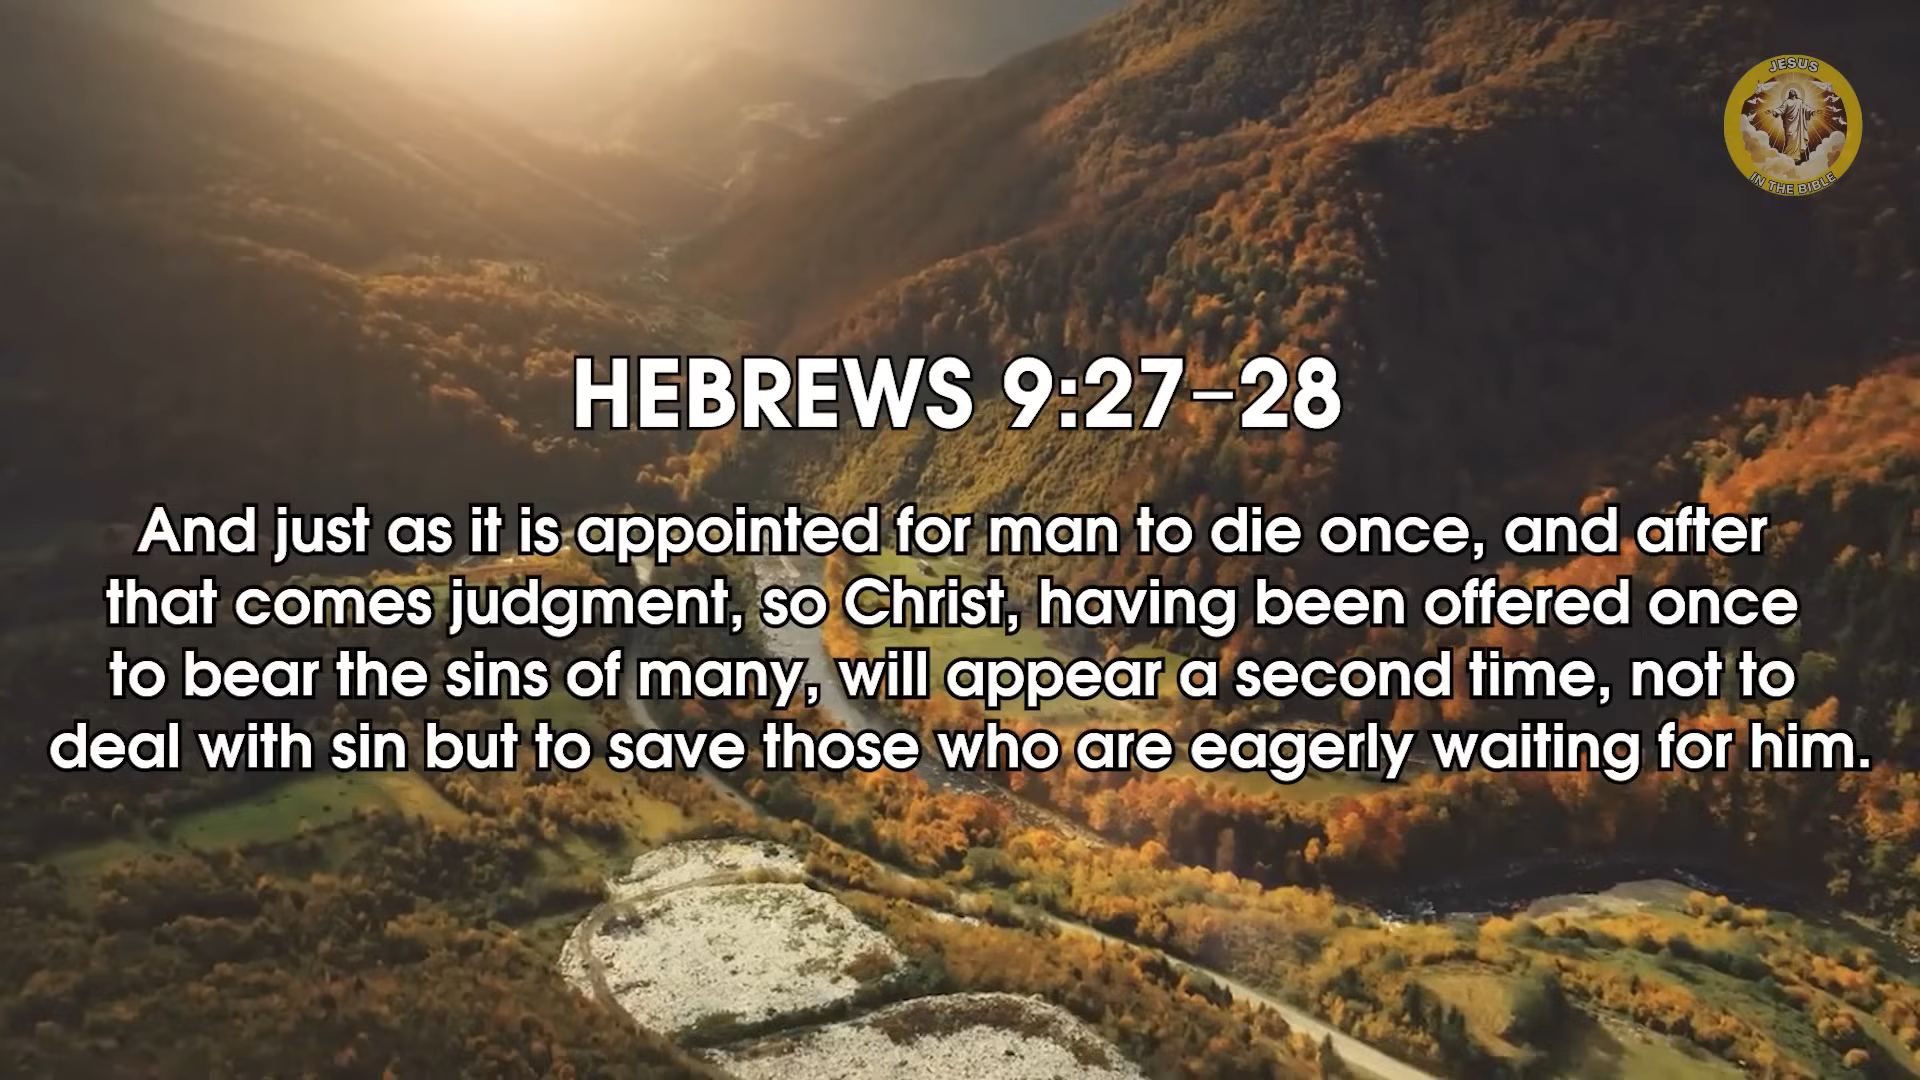 JESUS
IN THE BIBLE
HEBREWS 9:27–28
And just as it is appointed for man to die once, and after
that comes judgment, so Christ, having been offered once
to bear the sins of many, will appear a second time, not to
deal with sin but to save those who are eagerly waiting for him.